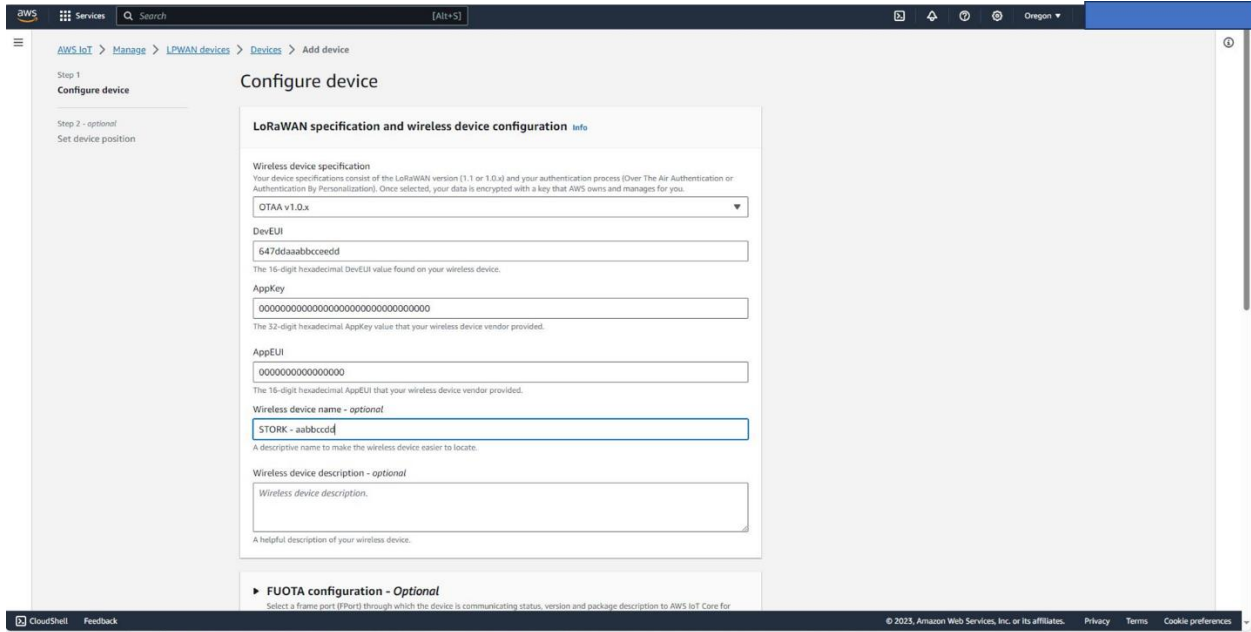 aws
Services
Search
[Alt+S]
Oregon
AWS IoT > Manage > LPWAN devices > Devices > Add device
Step 1
Configure device
Step 2 - optional
Set device position
Configure device
LoRaWAN specification and wireless device configuration Info
Wireless device specification
Your device specifications consist of the LoRaWAN version (1.1 or 1.0.x) and your authentication process (Over The Air Authentication or
Authentication By Personalization). Once selected, your data is encrypted with a key that AWS owns and manages for you.
OTAA v1.0.x
DevEUI
647ddaaabbcceedd
The 16-digit hexadecimal DevEUI value found on your wireless device.
AppKey
00000000000000000000000000000000
The 32-digit hexadecimal AppKey value that your wireless device vendor provided.
AppEUI
0000000000000000
The 16-digit hexadecimal AppEUI that your wireless device vendor provided.
Wireless device name - optional
STORK - aabbccdd
A descriptive name to make the wireless device easier to locate.
Wireless device description - optional
Wireless device description.
A helpful description of your wireless device.
FUOTA configuration - Optional
Select a frame port (FPort) through which the device is communicating status, version and package description to AWS IoT Core for
CloudShell Feedback
© 2023, Amazon Web Services, Inc. or its affiliates. Privacy Terms Cookie preferences